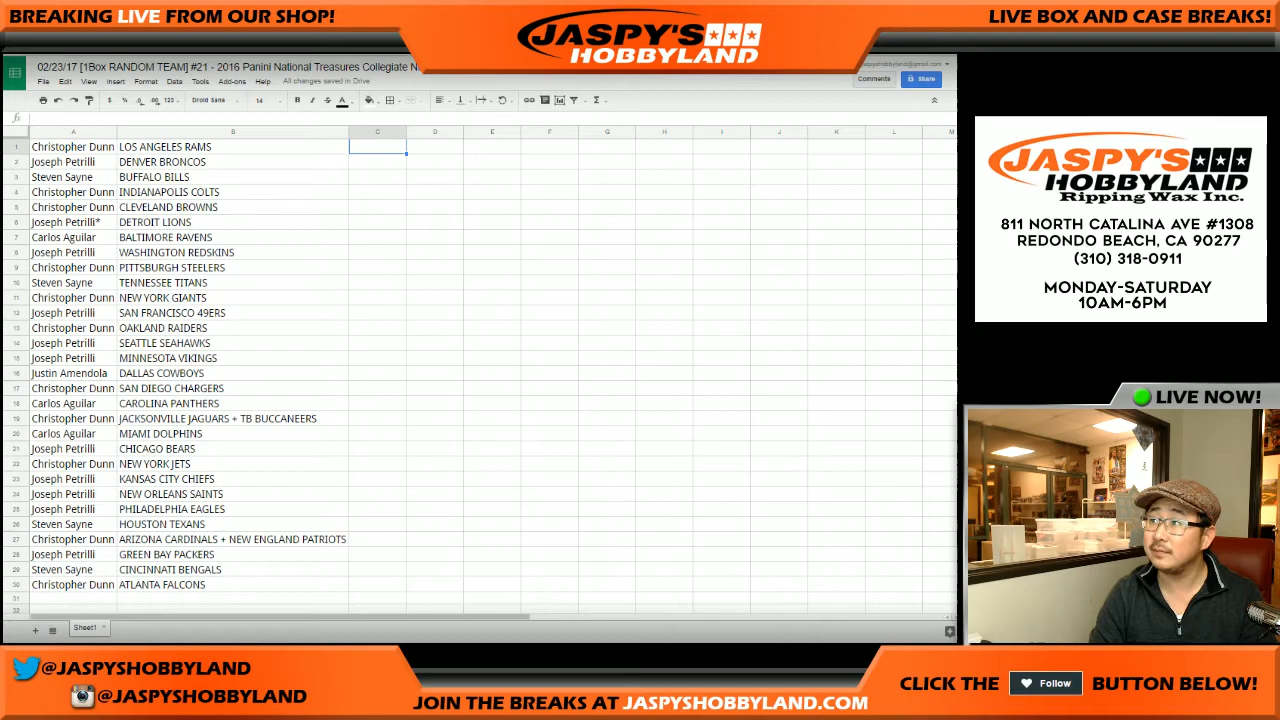 BREAKING LIVE FROM OUR SHOP!
JASPY'S
HOBBYLAND
LIVE BOX AND CASE BREAKS!
02/23/17 [1Box RANDOM TEAM] #21 - 2016 Panini National Treasures Collegiate
File Edit View Insert Format Data Tools Add-ons Help All changes saved in Drive
Comments
Share
$ % .0 .00 123 Droid Sans 14 B I S A
fx
A B C D E F G H I J K L M
1 Christopher Dunn LOS ANGELES RAMS
2 Joseph Petrilli DENVER BRONCOS
3 Steven Sayne BUFFALO BILLS
4 Christopher Dunn INDIANAPOLIS COLTS
5 Christopher Dunn CLEVELAND BROWNS
6 Joseph Petrilli* DETROIT LIONS
7 Carlos Aguilar BALTIMORE RAVENS
8 Joseph Petrilli WASHINGTON REDSKINS
9 Christopher Dunn PITTSBURGH STEELERS
10 Steven Sayne TENNESSEE TITANS
11 Christopher Dunn NEW YORK GIANTS
12 Joseph Petrilli SAN FRANCISCO 49ERS
13 Christopher Dunn OAKLAND RAIDERS
14 Joseph Petrilli SEATTLE SEAHAWKS
15 Joseph Petrilli MINNESOTA VIKINGS
16 Justin Amendola DALLAS COWBOYS
17 Christopher Dunn SAN DIEGO CHARGERS
18 Carlos Aguilar CAROLINA PANTHERS
19 Christopher Dunn JACKSONVILLE JAGUARS + TB BUCCANEERS
20 Carlos Aguilar MIAMI DOLPHINS
21 Joseph Petrilli CHICAGO BEARS
22 Christopher Dunn NEW YORK JETS
23 Joseph Petrilli KANSAS CITY CHIEFS
24 Joseph Petrilli NEW ORLEANS SAINTS
25 Joseph Petrilli PHILADELPHIA EAGLES
26 Steven Sayne HOUSTON TEXANS
27 Christopher Dunn ARIZONA CARDINALS + NEW ENGLAND PATRIOTS
28 Joseph Petrilli GREEN BAY PACKERS
29 Steven Sayne CINCINNATI BENGALS
30 Christopher Dunn ATLANTA FALCONS
31
32
Sheet1
JASPY'S
HOBBYLAND
Ripping Wax Inc.
811 NORTH CATALINA AVE #1308
REDONDO BEACH, CA 90277
(310) 318-0911
MONDAY-SATURDAY
10AM-6PM
LIVE NOW!
@JASPYSHOBBYLAND
@JASPYSHOBBYLAND
JOIN THE BREAKS AT JASPYSHOBBYLAND.COM
CLICK THE Follow BUTTON BELOW!